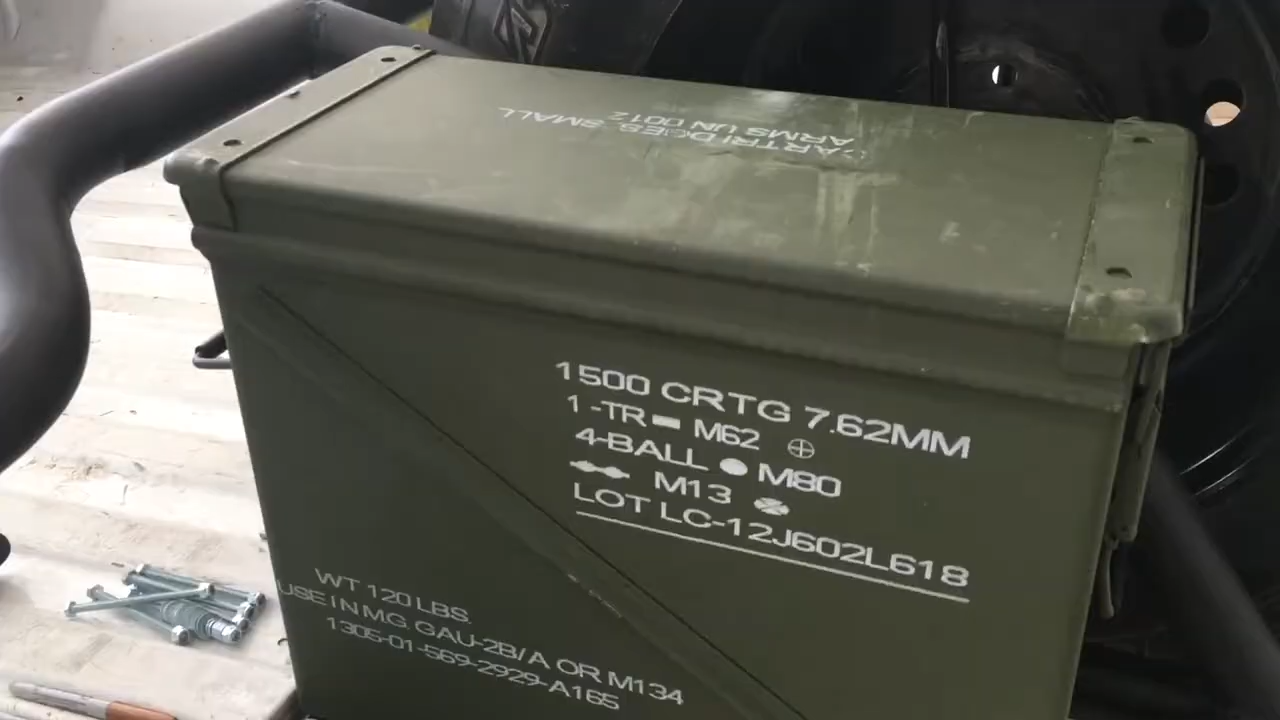 CARTRIDGES, SMALL
ARMS UN 0012
1500 CRTG 7.62MM
1-TR M62
4-BALL M80
M13
LOT LC-12J602L618
WT 120 LBS.
USE IN M.G. GAU-2B/A OR M134
1305-01-569-2929-A165